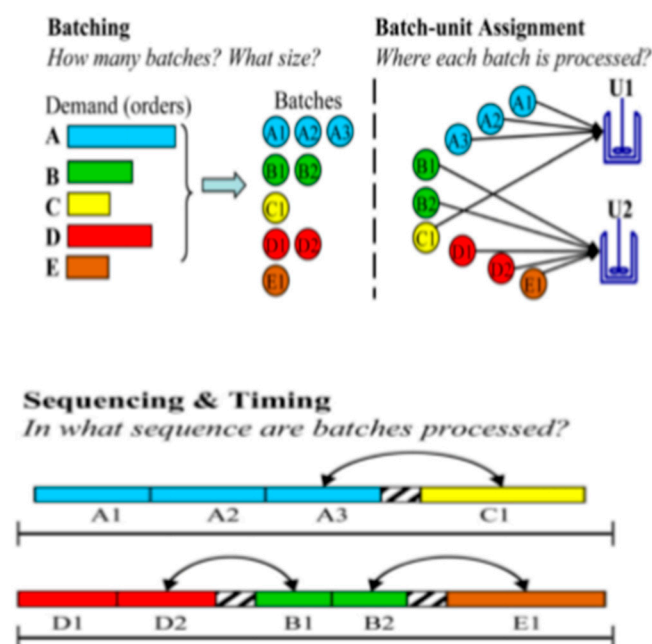 Batching
How many batches? What size?
Demand (orders)
Batches
A
B
C
D
E
A1 A2 A3
B1 B2
C1
D1 D2
E1
Batch-unit Assignment
Where each batch is processed?
U1
A1
A2
A3
B1
B2
U2
C1
D1
D2
E1
Sequencing & Timing
In what sequence are batches processed?
A1 A2 A3 C1
D1 D2 B1 B2 E1